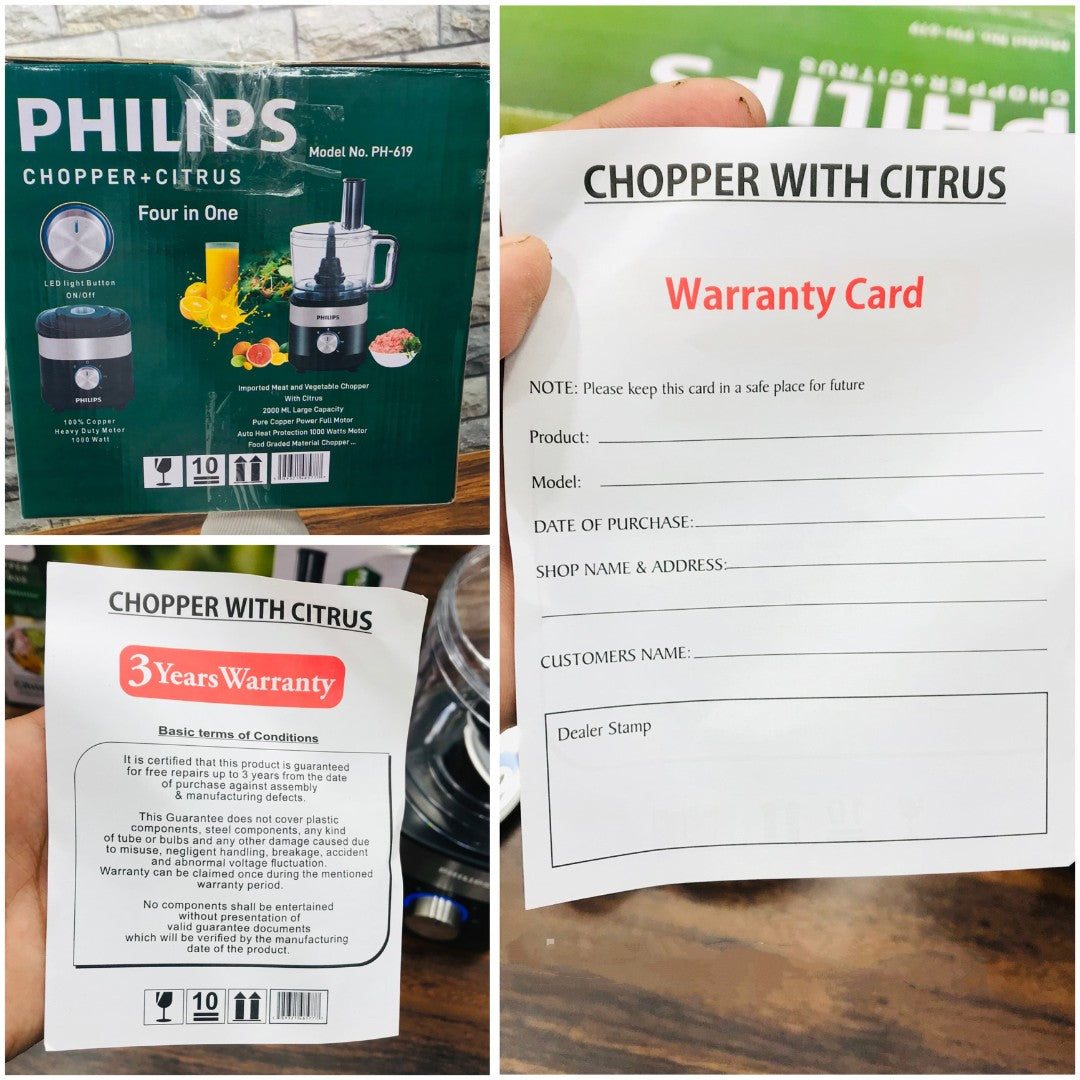 PHILIPS
Model No. PH-619
CHOPPER+CITRUS
Four in One
LED light Button
ON/Off
PHILIPS
PHILIPS
100% Copper
Heavy Duty Motor
1000 Watt
Imported Meat and Vegetable Chopper
With Citrus
2000 ML Large Capacity
Pure Copper Power Full Motor
Auto Heat Protection 1000 Watts Motor
Food Graded Material Chopper ...
10
CHOPPER WITH CITRUS
3 Years Warranty
Basic terms of Conditions
It is certified that this product is guaranteed
for free repairs up to 3 years from the date
of purchase against assembly
& manufacturing defects.
This Guarantee does not cover plastic
components, steel components, any kind
of tube or bulbs and any other damage caused due
to misuse, negligent handling, breakage, accident
and abnormal voltage fluctuation.
Warranty can be claimed once during the mentioned
warranty period.
No components shall be entertained
without presentation of
valid guarantee documents
which will be verified by the manufacturing
date of the product.
10
PHILIPS
Model No. PH-619
CHOPPER+CITRUS
PHILIPS
CHOPPER WITH CITRUS
Warranty Card
NOTE: Please keep this card in a safe place for future
Product:
Model:
DATE OF PURCHASE:
SHOP NAME & ADDRESS:
CUSTOMERS NAME:
Dealer Stamp